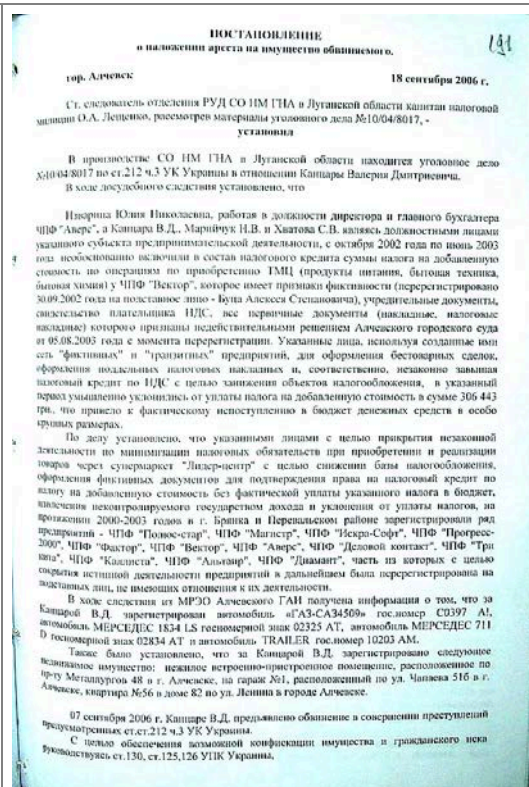 ПОСТАНОВЛЕНИЕ
о наложении ареста на имущество обвиняемого.
191
гор. Алчевск 18 сентября 2006 г.
Ст. следователь отделения РУД СО НМ ГНА в Луганской области капитан налоговой
милиции О.А. Лещенко, рассмотрев материалы уголовного дела №10/04/8017, -
установил
В производстве СО НМ ГНА в Луганской области находится уголовное дело
№10/04/8017 по ст.212 ч.3 УК Украины в отношении Канцары Валерия Дмитриевича.
В ходе досудебного следствия установлено, что
Юлия Николаевна, работая в должности директора и главного бухгалтера
ЧПФ "Аверс", а Канцара В.Д., Марийчук Н.В. и Хватова С.В. являясь должностными лицами
указанного субъекта предпринимательской деятельности, с октября 2002 года по июнь 2003
года необоснованно включили в состав налогового кредита суммы налога на добавленную
стоимость по операциям по приобретению ТМЦ (продукты питания, бытовая техника,
бытовая химия) у ЧПФ "Вектор", которое имеет признаки фиктивности (перерегистрировано
30.09.2002 года на подставное лицо - Алексея Степановича), учредительные документы,
свидетельство плательщика НДС, все первичные документы (накладные, налоговые
накладные) которого признаны недействительными решением Алчевского городского суда
от 05.08.2003 года с момента перерегистрации. Указанные лица, используя созданные ими
сеть "фиктивных" и "транзитных" предприятий, для оформления бестоварных сделок,
оформления поддельных налоговых накладных и, соответственно, незаконно завышая
налоговый кредит по НДС с целью занижения объектов налогообложения, в указанный
период умышленно уклонились от уплаты налога на добавленную стоимость в сумме 306 443
грн., что привело к фактическому непоступлению в бюджет денежных средств в особо
крупных размерах.
По делу установлено, что указанными лицами с целью прикрытия незаконной
деятельности по минимизации налоговых обязательств при приобретении и реализации
товаров через супермаркет "Лидер-центр" с целью снижении базы налогообложения,
оформления фиктивных документов для подтверждения права на налоговый кредит по
налогу на добавленную стоимость без фактической уплаты указанного налога в бюджет,
извлечения неконтролируемого государством дохода и уклонения от уплаты налогов, на
протяжении 2000-2003 годов в г. Брянка и Перевальском районе зарегистрировали ряд
предприятий - ЧПФ "Полюс-стар", ЧПФ "Магистр", ЧПФ "Искра-Софт", ЧПФ "Прогресс-
2000", ЧПФ "Фактор", ЧПФ "Вектор", ЧПФ "Аверс", ЧПФ "Деловой контакт", ЧПФ "Три
кита", ЧПФ "Каллиста", ЧПФ "Альтаир", ЧПФ "Диамант", часть из которых с целью
сокрытия истинной деятельности предприятий в дальнейшем была перерегистрирована на
подставных лиц, не имеющих отношения к их деятельности.
В ходе следствия из МРЭО Алчевского ГАИ получена информация о том, что за
Канцарой В.Д. зарегистрирован автомобиль «ГАЗ-САЗ4509» гос.номер С0397 А!,
автомобиль МЕРСЕДЕС 1834 LS госномерной знак 02325 АТ, автомобиль МЕРСЕДЕС 711
D госномерной знак 02834 АТ и автомобиль TRAILER гос.номер 10203 АМ.
Также было установлено, что за Канцарой В.Д. зарегистрировано следующее
недвижимое имущество: нежилое встроенно-пристроенное помещение, расположенное по
пр-ту Металлургов 48 в г. Алчевске, на гараж №1, расположенный по ул. Чапаева 51б в г.
Алчевске, квартира №56 в доме 82 по ул. Ленина в городе Алчевске.
07 сентября 2006 г. Канцаре В.Д. предъявлено обвинение в совершении преступлений
предусмотренных ст.ст.212 ч.3 УК Украины.
С целью обеспечения возможной конфискации имущества и гражданского иска
руководствуясь ст.130, ст.125,126 УПК Украины,